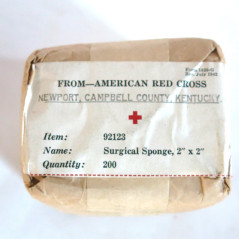 FROM—AMERICAN RED CROSS
NEWPORT, CAMPBELL COUNTY, KENTUCKY.
Item: 92123
Name: Surgical Sponge, 2" x 2"
Quantity: 200